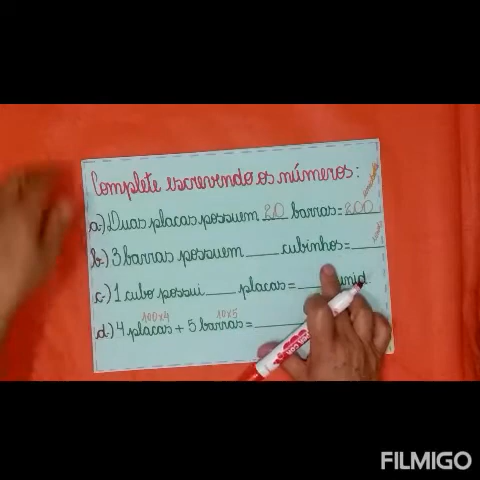 Complete escrevendo os números:
a.) Duas placas possuem 20 barras = 200
b.) 3 barras possuem ____ cubinhos = ____
c.) 1 cubo possui ____ placas = ____ unid
100x4 10x5
d.) 4 placas + 5 barras = ____
FILMIGO